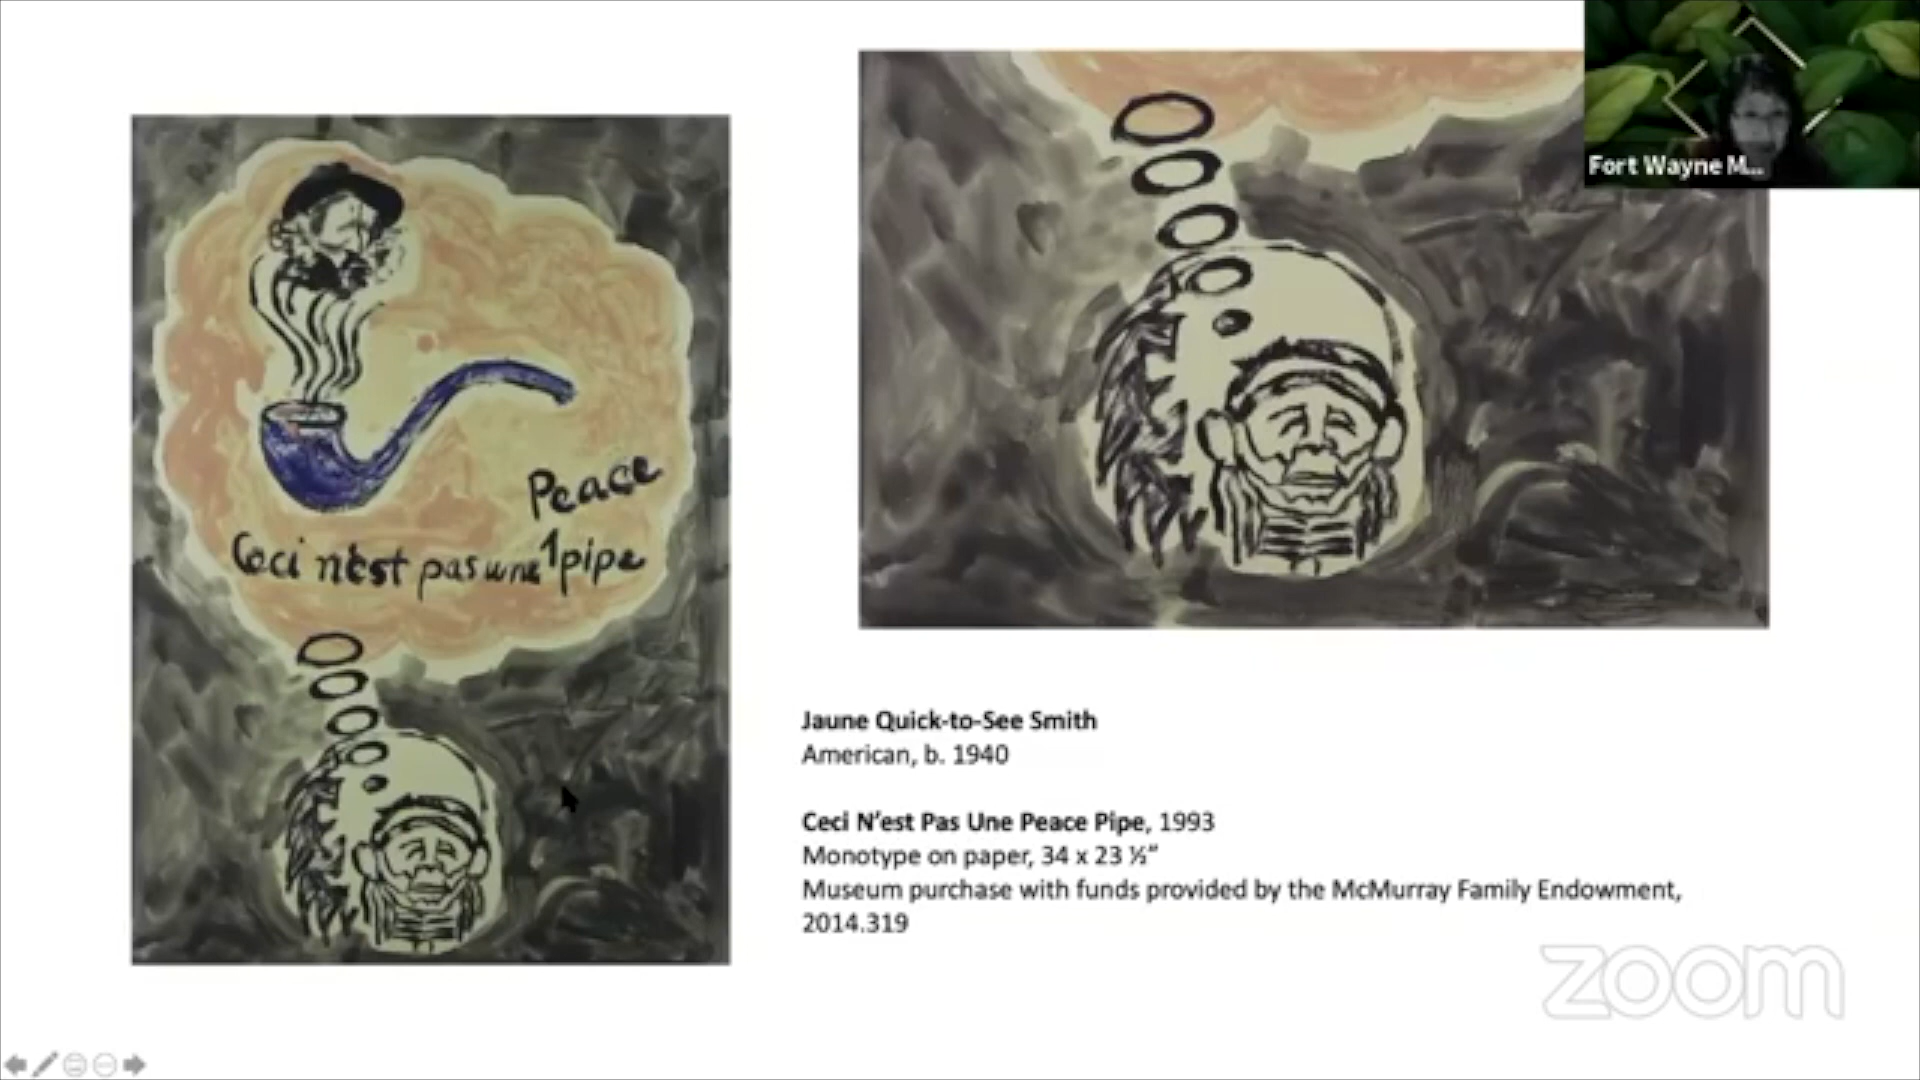 Fort Wayne M...
Peace
Ceci n'est pas une pipe
Jaune Quick-to-See Smith
American, b. 1940
Ceci N'est Pas Une Peace Pipe, 1993
Monotype on paper, 34 x 23 ½"
Museum purchase with funds provided by the McMurray Family Endowment,
2014.319
zoom